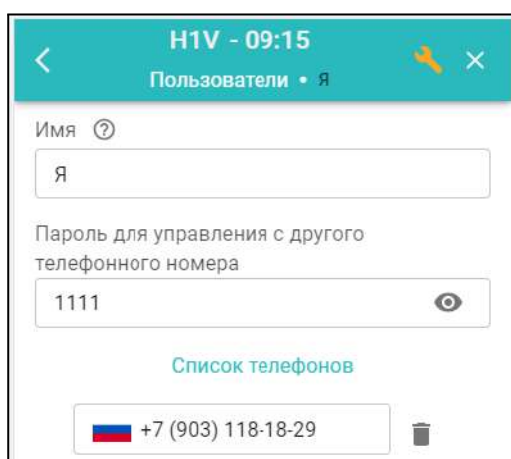 H1V - 09:15
Пользователи • Я
Имя ?
Я
Пароль для управления с другого
телефонного номера
1111
Список телефонов
+7 (903) 118-18-29